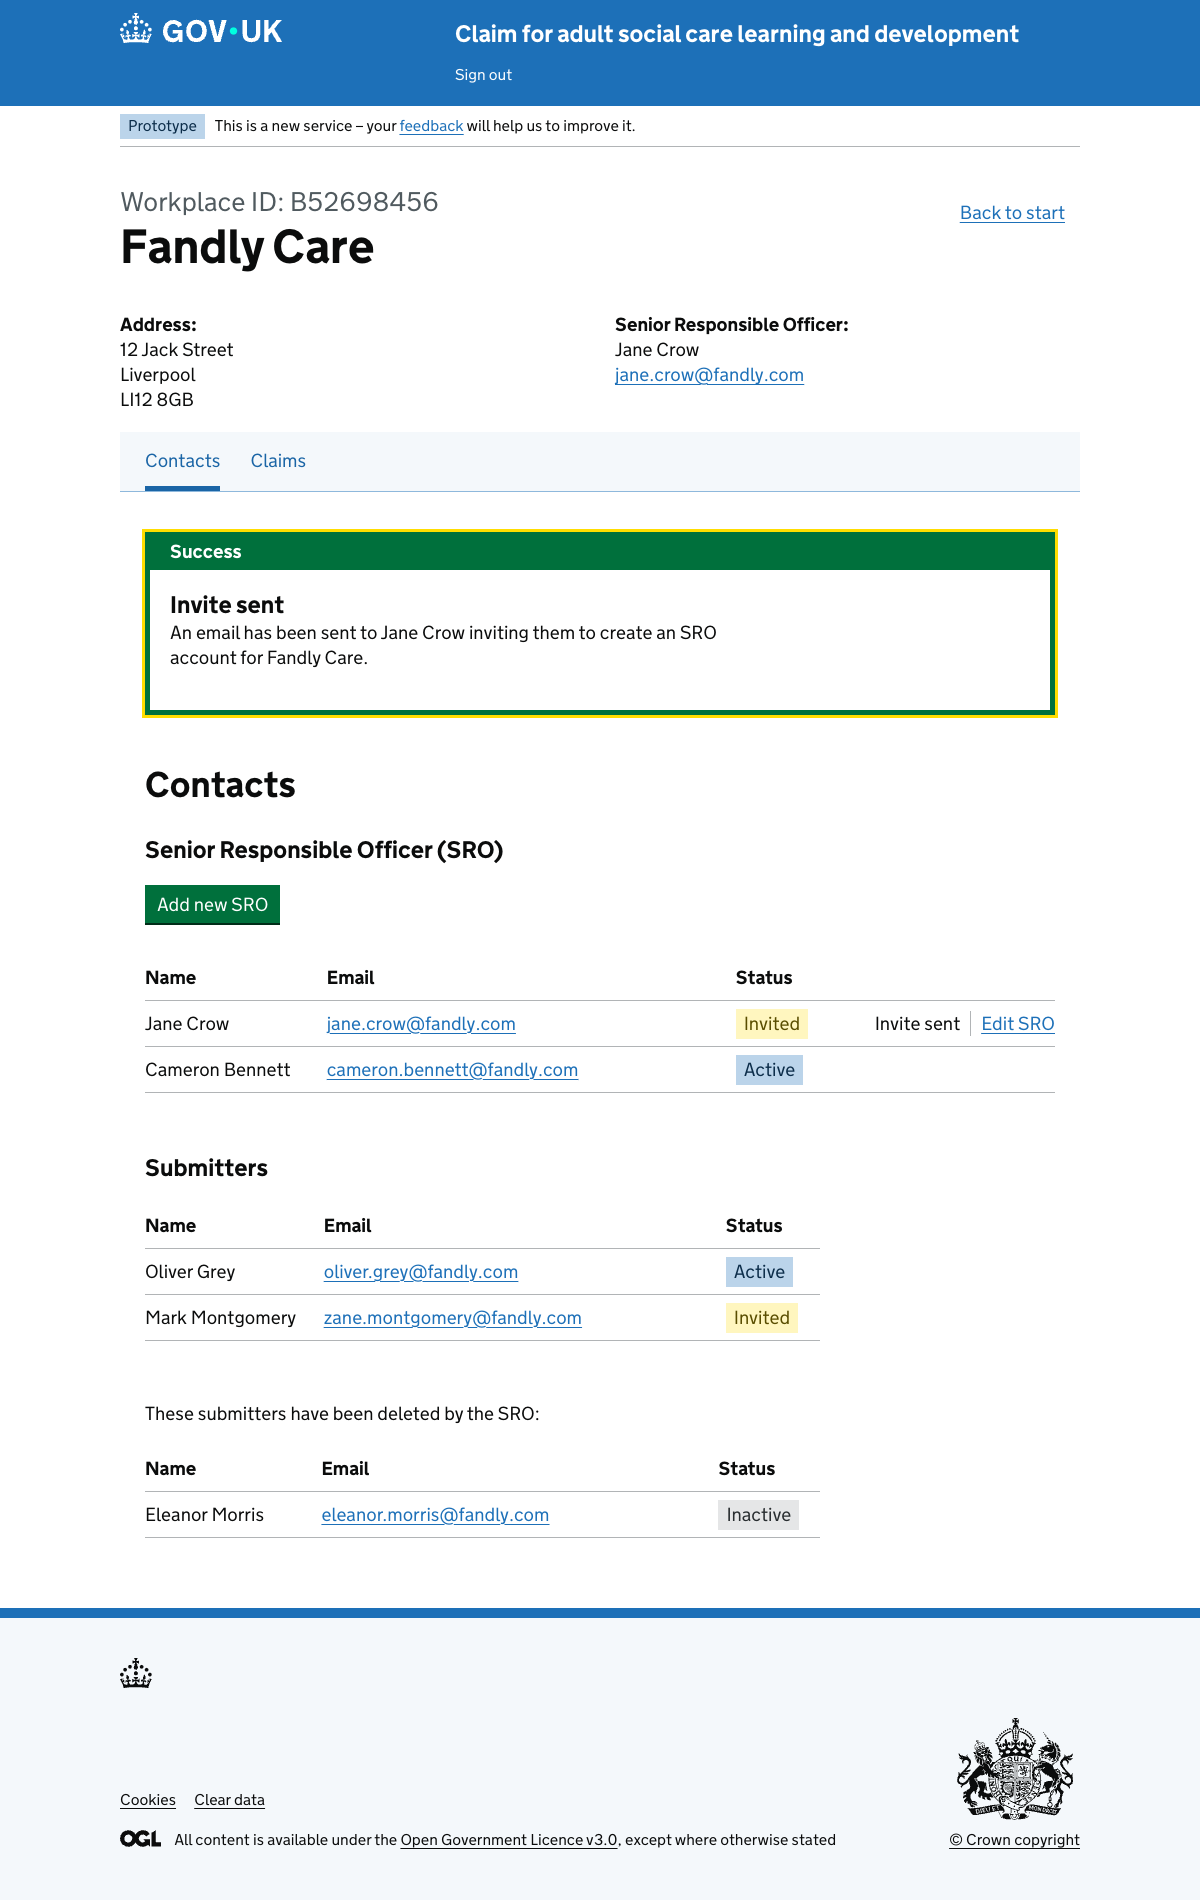 GOV·UK
Claim for adult social care learning and development
Sign out
Prototype This is a new service – your feedback will help us to improve it.
Workplace ID: B52698456
Back to start
Fandly Care
Address:
12 Jack Street
Liverpool
LI12 8GB
Senior Responsible Officer:
Jane Crow
jane.crow@fandly.com
Contacts Claims
Success
Invite sent
An email has been sent to Jane Crow inviting them to create an SRO
account for Fandly Care.
Contacts
Senior Responsible Officer (SRO)
Add new SRO
Name Email Status
Jane Crow jane.crow@fandly.com Invited Invite sent Edit SRO
Cameron Bennett cameron.bennett@fandly.com Active
Submitters
Name Email Status
Oliver Grey oliver.grey@fandly.com Active
Mark Montgomery zane.montgomery@fandly.com Invited
These submitters have been deleted by the SRO:
Name Email Status
Eleanor Morris eleanor.morris@fandly.com Inactive
Cookies Clear data
OGL All content is available under the Open Government Licence v3.0, except where otherwise stated
© Crown copyright